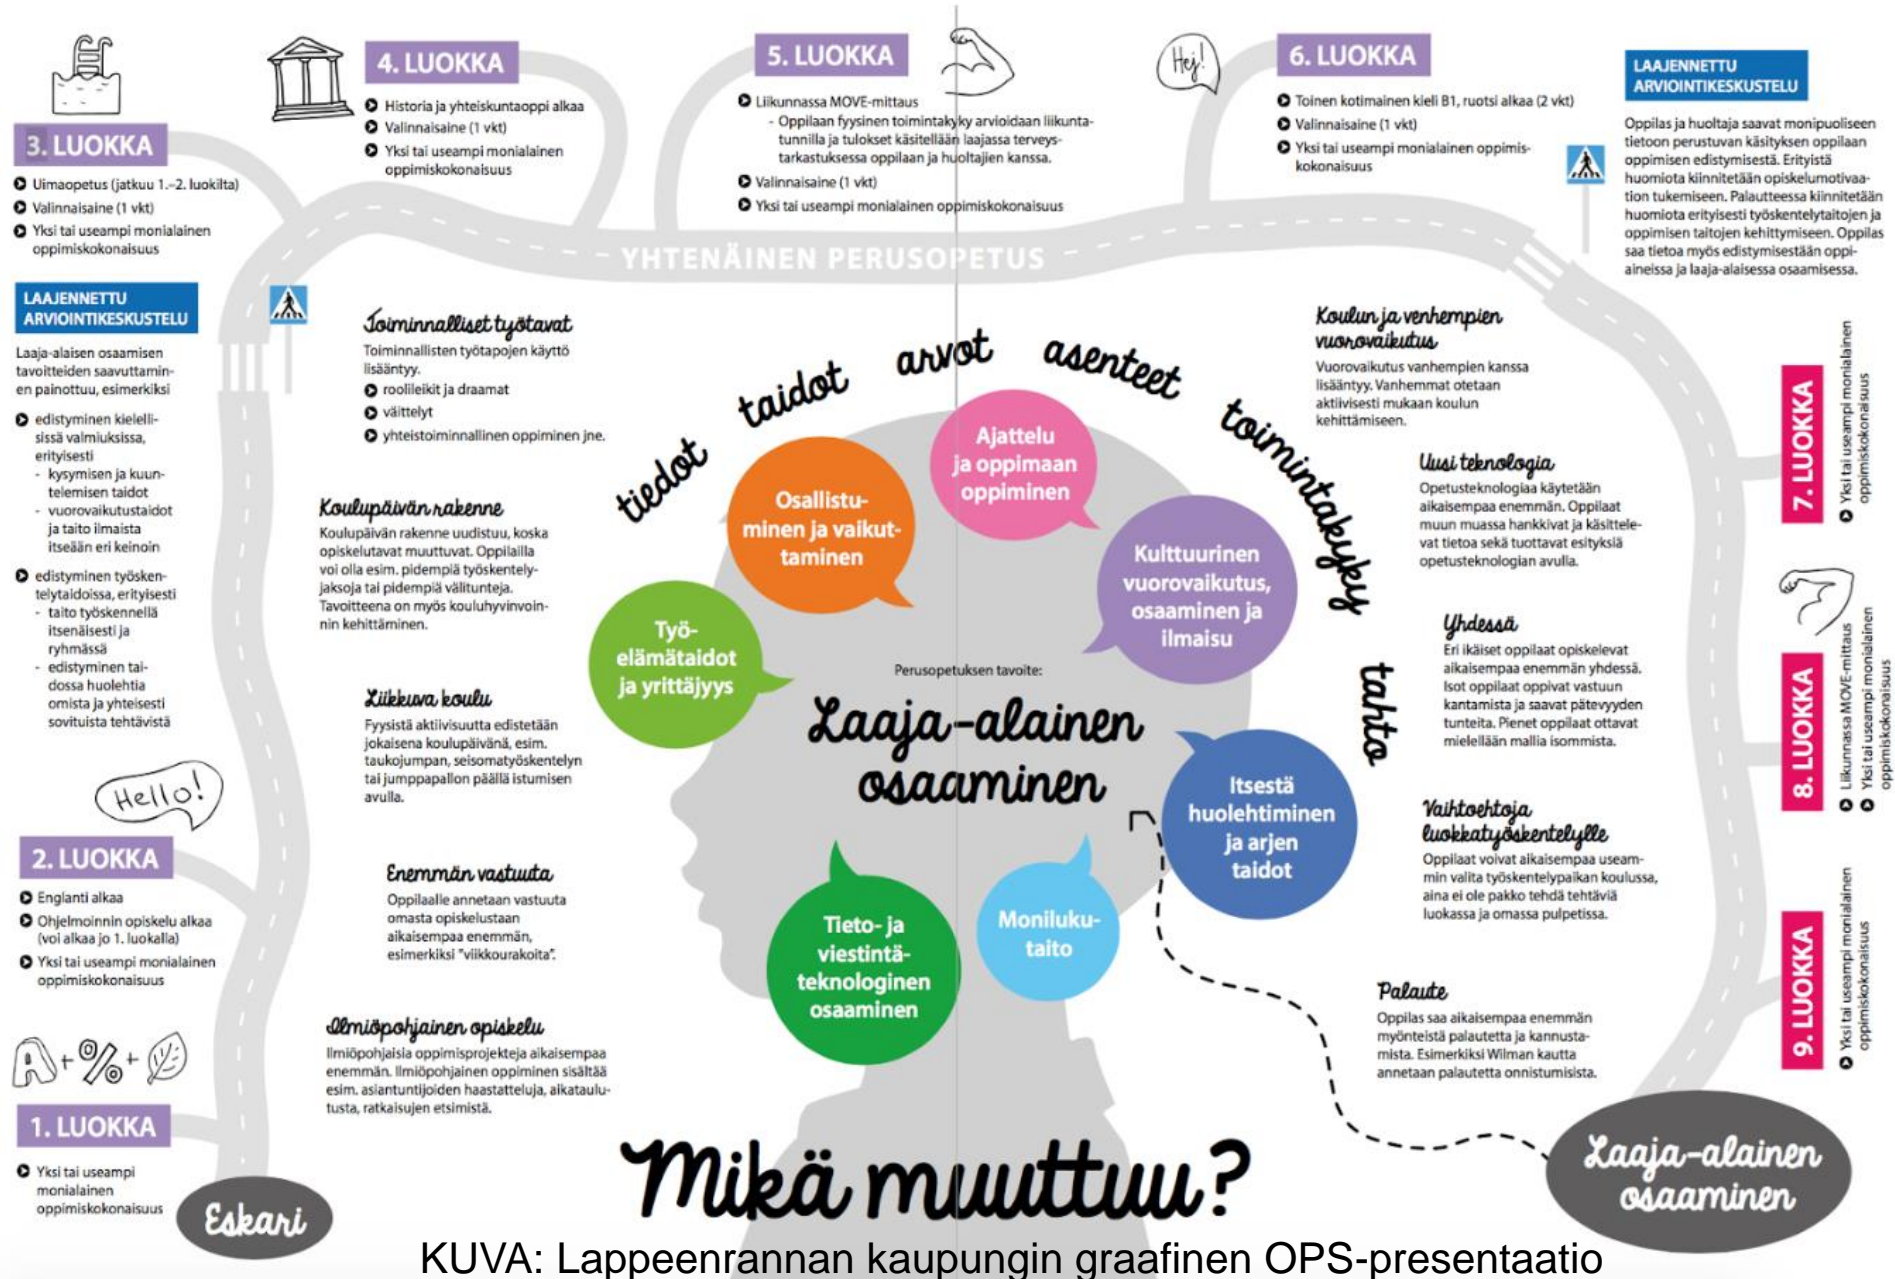 3. LUOKKA
Uimaopetus (jatkuu 1.–2. luokilta)
Valinnaisaine (1 vkt)
Yksi tai useampi monialainen
oppimiskokonaisuus
4. LUOKKA
Historia ja yhteiskuntaoppi alkaa
Valinnaisaine (1 vkt)
Yksi tai useampi monialainen
oppimiskokonaisuus
5. LUOKKA
Liikunnassa MOVE-mittaus
- Oppilaan fyysinen toimintakyky arvioidaan liikunta-
tunnilla ja tulokset käsitellään laajassa terveys-
tarkastuksessa oppilaan ja huoltajien kanssa.
Valinnaisaine (1 vkt)
Yksi tai useampi monialainen oppimiskokonaisuus
Hej!
6. LUOKKA
Toinen kotimainen kieli B1, ruotsi alkaa (2 vkt)
Valinnaisaine (1 vkt)
Yksi tai useampi monialainen oppimis-
kokonaisuus
LAAJENNETTU
ARVIOINTIKESKUSTELU
Oppilas ja huoltaja saavat monipuoliseen
tietoon perustuvan käsityksen oppilaan
oppimisen edistymisestä. Erityistä
huomiota kiinnitetään opiskelumotivaa-
tion tukemiseen. Palautteessa kiinnitetään
huomiota erityisesti työskentelytaitojen ja
oppimisen taitojen kehittymiseen. Oppilas
saa tietoa myös edistymisestään oppi-
aineissa ja laaja-alaisessa osaamisessa.
YHTENÄINEN PERUSOPETUS
LAAJENNETTU
ARVIOINTIKESKUSTELU
Laaja-alaisen osaamisen
tavoitteiden saavuttamin-
en painottuu, esimerkiksi
edistyminen kielelli-
sissä valmiuksissa,
erityisesti
- kysymisen ja kuun-
telemisen taidot
- vuorovaikutustaidot
ja taito ilmaista
itseään eri keinoin
edistyminen työsken-
telytaidoissa, erityisesti
- taito työskennellä
itsenäisesti ja
ryhmässä
- edistyminen tai-
dossa huolehtia
omista ja yhteisesti
sovituista tehtävistä
Hello!
2. LUOKKA
Englanti alkaa
Ohjelmoinnin opiskelu alkaa
(voi alkaa jo 1. luokalla)
Yksi tai useampi monialainen
oppimiskokonaisuus
A + % +
1. LUOKKA
Yksi tai useampi
monialainen
oppimiskokonaisuus
Eskari
Toiminnalliset työtavat
Toiminnallisten työtapojen käyttö
lisääntyy.
roolileikit ja draamat
väittelyt
yhteistoiminnallinen oppiminen jne.
Koulupäivän rakenne
Koulupäivän rakenne uudistuu, koska
opiskelutavat muuttuvat. Oppilailla
voi olla esim. pidempiä työskentely-
jaksoja tai pidempiä välitunteja.
Tavoitteena on myös kouluhyvinvoin-
nin kehittäminen.
Liikkuva koulu
Fyysistä aktiivisuutta edistetään
jokaisena koulupäivänä, esim.
taukojumpan, seisomatyöskentelyn
tai jumppapallon päällä istumisen
avulla.
Enemmän vastuuta
Oppilaalle annetaan vastuuta
omasta opiskelustaan
aikaisempaa enemmän,
esimerkiksi "viikkourakoita".
Ilmiöpohjainen opiskelu
Ilmiöpohjaisia oppimisprojekteja aikaisempaa
enemmän. Ilmiöpohjainen oppiminen sisältää
esim. asiantuntijoiden haastatteluja, aikataulu-
tusta, ratkaisujen etsimistä.
tiedot taidot arvot asenteet toimintakyky tahto
Ajattelu
ja oppimaan
oppiminen
Osallistu-
minen ja vaikut-
taminen
Kulttuurinen
vuorovaikutus,
osaaminen ja
ilmaisu
Työ-
elämätaidot
ja yrittäjyys
Perusopetuksen tavoite:
Laaja-alainen
osaaminen
Itsestä
huolehtiminen
ja arjen
taidot
Tieto- ja
viestintä-
teknologinen
osaaminen
Moniluku-
taito
Koulun ja venhempien
vuorovaikutus
Vuorovaikutus vanhempien kanssa
lisääntyy. Vanhemmat otetaan
aktiivisesti mukaan koulun
kehittämiseen.
Uusi teknologia
Opetusteknologiaa käytetään
aikaisempaa enemmän. Oppilaat
muun muassa hankkivat ja käsittele-
vat tietoa sekä tuottavat esityksiä
opetusteknologian avulla.
Yhdessä
Eri ikäiset oppilaat opiskelevat
aikaisempaa enemmän yhdessä.
Isot oppilaat oppivat vastuun
kantamista ja saavat pätevyyden
tunteita. Pienet oppilaat ottavat
mielellään mallia isommista.
Vaihtoehtoja
luokkatyöskentelylle
Oppilaat voivat aikaisempaa useam-
min valita työskentelypaikan koulussa,
aina ei ole pakko tehdä tehtäviä
luokassa ja omassa pulpetissa.
Palaute
Oppilas saa aikaisempaa enemmän
myönteistä palautetta ja kannusta-
mista. Esimerkiksi Wilman kautta
annetaan palautetta onnistumisista.
7. LUOKKA
Yksi tai useampi monialainen
oppimiskokonaisuus
8. LUOKKA
Liikunnassa MOVE-mittaus
Yksi tai useampi monialainen
oppimiskokonaisuus
9. LUOKKA
Yksi tai useampi monialainen
oppimiskokonaisuus
Laaja-alainen
osaaminen
Mikä muuttuu?
KUVA: Lappeenrannan kaupungin graafinen OPS-presentaatio